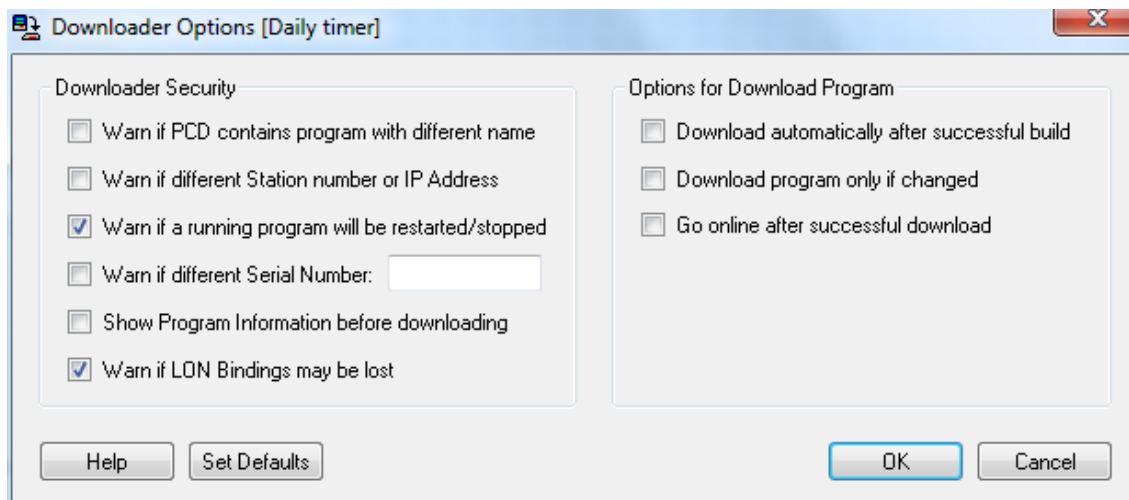 Downloader Options [Daily timer]
Downloader Security
Warn if PCD contains program with different name
Warn if different Station number or IP Address
Warn if a running program will be restarted/stopped
Warn if different Serial Number:
Show Program Information before downloading
Warn if LON Bindings may be lost
Options for Download Program
Download automatically after successful build
Download program only if changed
Go online after successful download
Help
Set Defaults
OK
Cancel